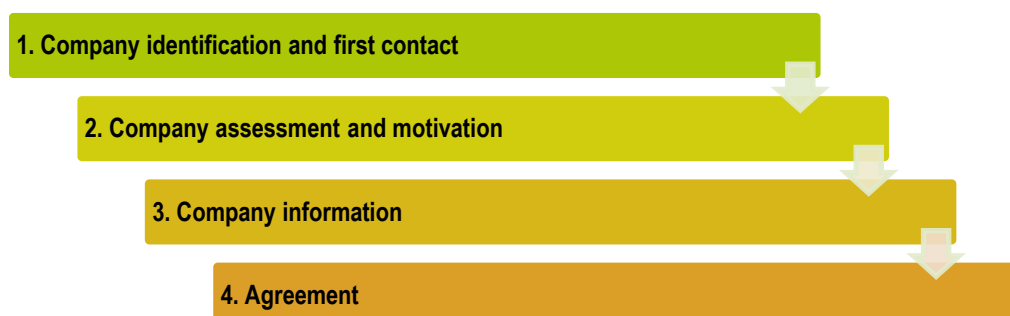 1. Company identification and first contact
2. Company assessment and motivation
3. Company information
4. Agreement